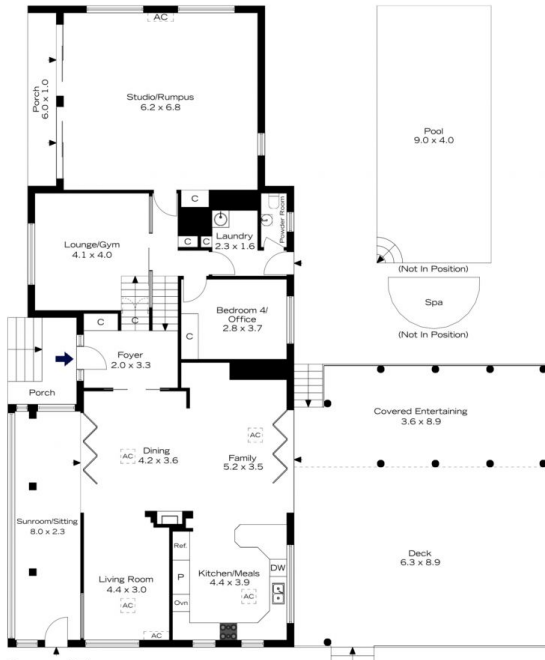 AC
Studio/Rumpus
6.2 x 6.8
Porch
6.0 x 1.0
Pool
9.0 x 4.0
(Not In Position)
Spa
(Not In Position)
C
Laundry
2.3 x 1.6
Powder Room
C
C
Lounge/Gym
4.1 x 4.0
Bedroom 4/
Office
2.8 x 3.7
C
C
C
Foyer
2.0 x 3.3
Porch
Covered Entertaining
3.6 x 8.9
AC
Dining
4.2 x 3.6
AC
Family
5.2 x 3.5
Sunroom/Sitting
8.0 x 2.3
Ref.
P
Ovn
Kitchen/Meals
4.4 x 3.9
AC
DW
Living Room
4.4 x 3.0
AC
AC
Deck
6.3 x 8.9